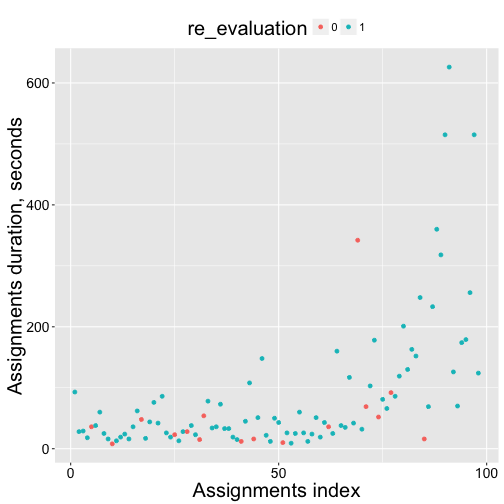 re_evaluation 0 1
Assignments duration, seconds
600
400
200
0
0 50 100
Assignments index